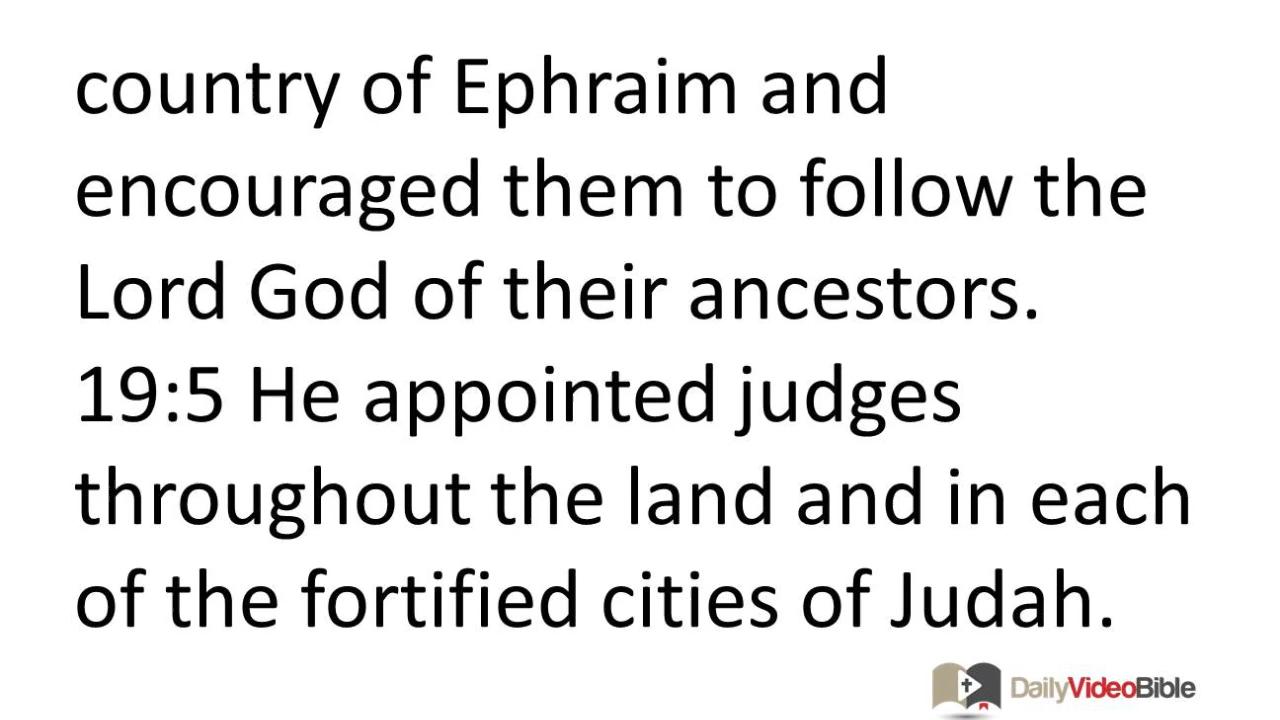 country of Ephraim and
encouraged them to follow the
Lord God of their ancestors.
19:5 He appointed judges
throughout the land and in each
of the fortified cities of Judah.
DailyVideoBible